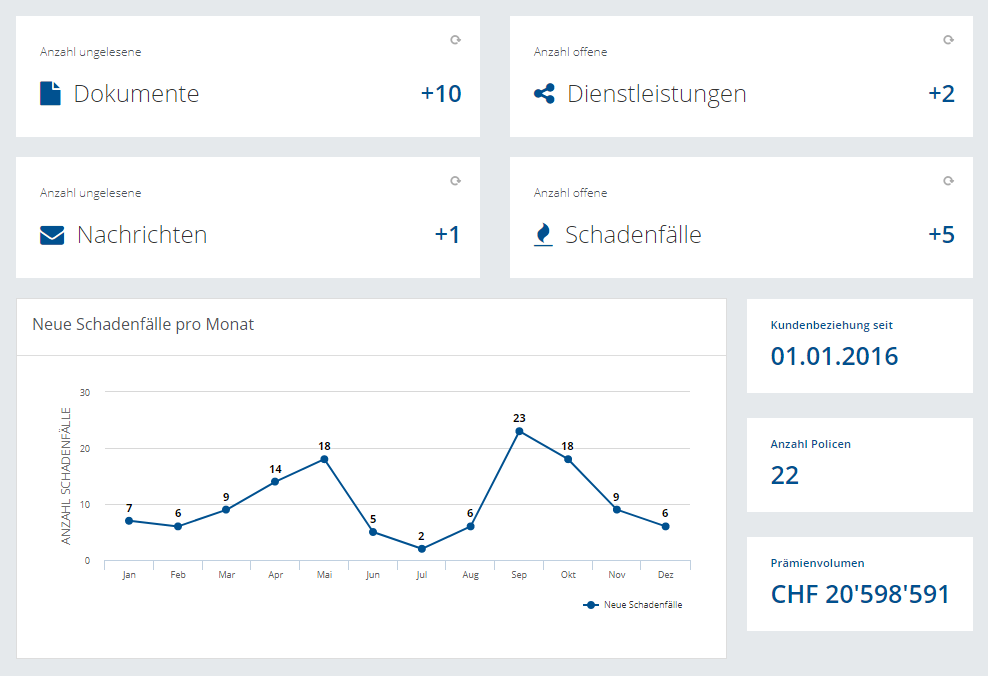 Anzahl ungelesene
Dokumente +10
Anzahl offene
Dienstleistungen +2
Anzahl ungelesene
Nachrichten +1
Anzahl offene
Schadenfälle +5
Neue Schadenfälle pro Monat
ANZAHL SCHADENFÄLLE
30
20
10
0
7 6 9 14 18 5 2 6 23 18 9 6
Jan Feb Mar Apr Mai Jun Jul Aug Sep Okt Nov Dez
Neue Schadenfälle
Kundenbeziehung seit
01.01.2016
Anzahl Policen
22
Prämienvolumen
CHF 20'598'591